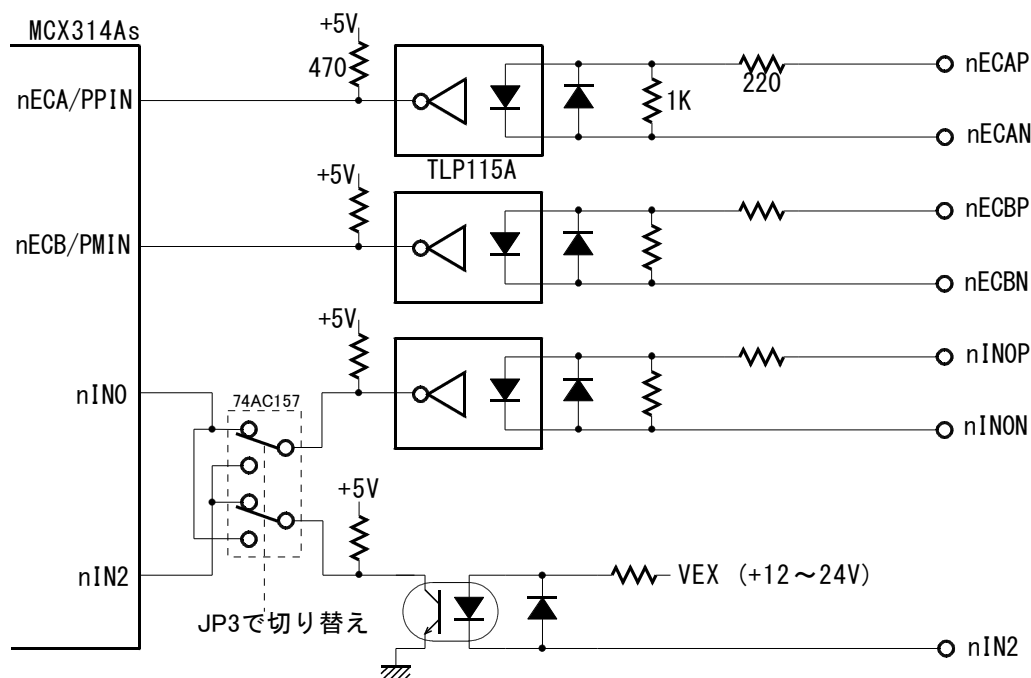 MCX314As
+5V
470
nECA/PPIN
TLP115A
1K
220
nECAP
nECAN
+5V
nECB/PMIN
nECBP
nECBN
+5V
nIN0
74AC157
nIN0P
nIN0N
+5V
nIN2
JP3で切り替え
VEX (+12～24V)
nIN2